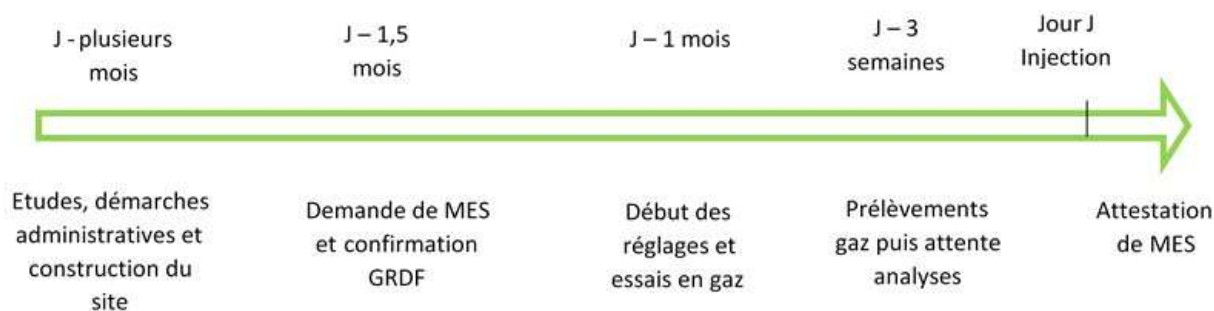 J - plusieurs
mois
J – 1,5
mois
J – 1 mois
J – 3
semaines
Jour J
Injection
Etudes, démarches
administratives et
construction du
site
Demande de MES
et confirmation
GRDF
Début des
réglages et
essais en gaz
Prélèvements
gaz puis attente
analyses
Attestation
de MES